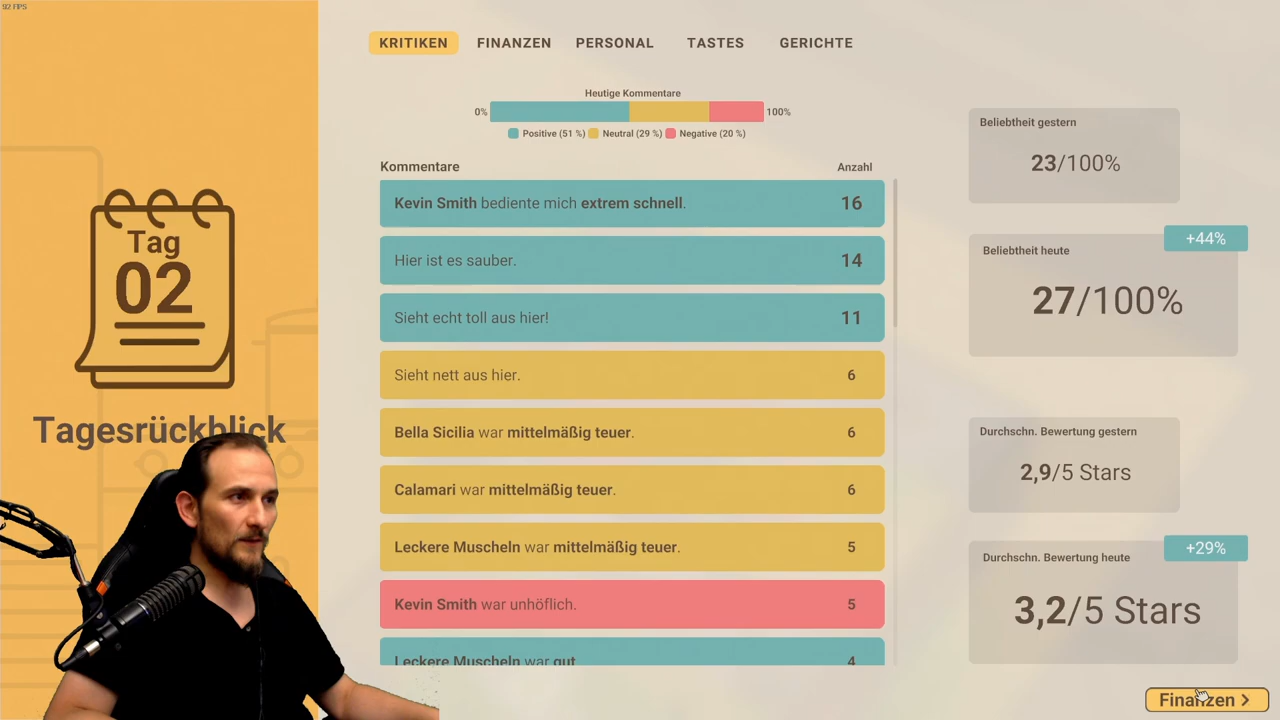 92 FPS
KRITIKEN FINANZEN PERSONAL TASTES GERICHTE
Heutige Kommentare
0% 100%
Positive (51 %) Neutral (29 %) Negative (20 %)
Kommentare Anzahl
Kevin Smith bediente mich extrem schnell. 16
Hier ist es sauber. 14
Sieht echt toll aus hier! 11
Sieht nett aus hier. 6
Bella Sicilia war mittelmäßig teuer. 6
Calamari war mittelmäßig teuer. 6
Leckere Muscheln war mittelmäßig teuer. 5
Kevin Smith war unhöflich. 5
Leckere Muscheln war gut 4
Tag
02
Tagesrückblick
Beliebtheit gestern
23/100%
+44%
Beliebtheit heute
27/100%
Durchschn. Bewertung gestern
2,9/5 Stars
+29%
Durchschn. Bewertung heute
3,2/5 Stars
Finanzen >